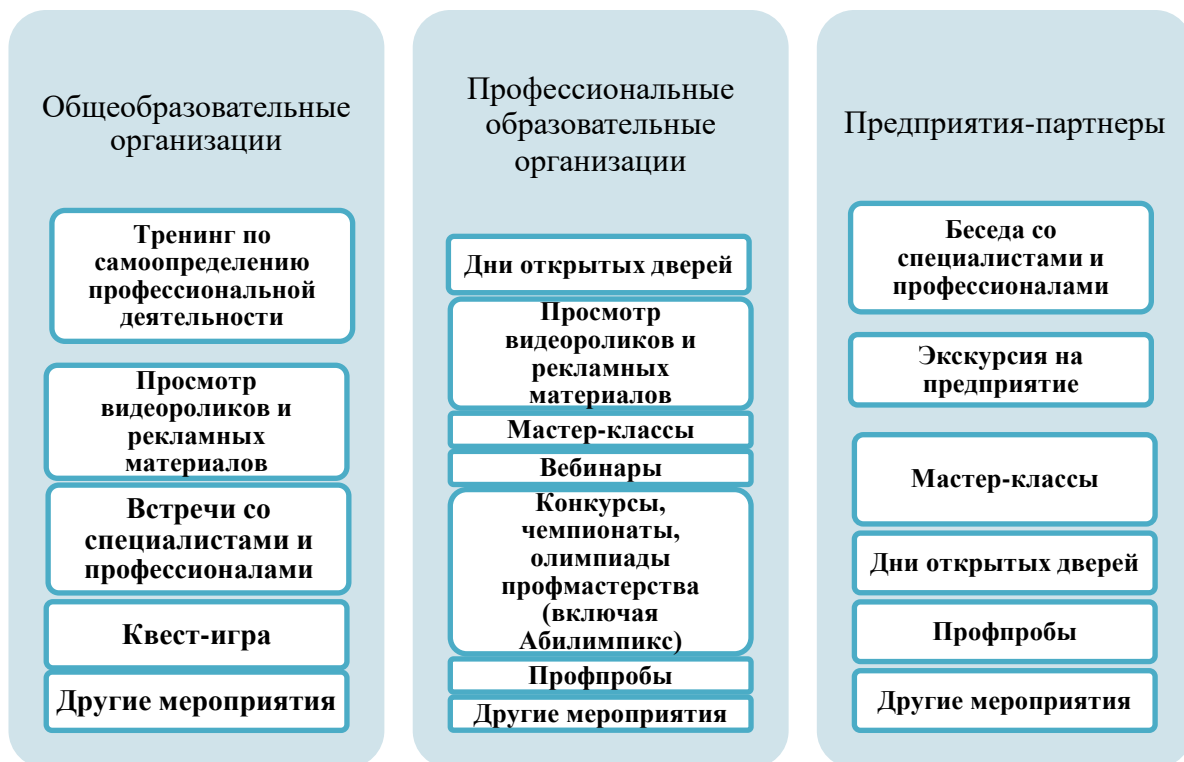 Общеобразовательные
организации
Тренинг по
самоопределению
профессиональной
деятельности
Просмотр
видеороликов и
рекламных
материалов
Встречи со
специалистами и
профессионалами
Квест-игра
Другие мероприятия
Профессиональные
образовательные
организации
Дни открытых дверей
Просмотр
видеороликов и
рекламных
материалов
Мастер-классы
Вебинары
Конкурсы,
чемпионаты,
олимпиады
профмастерства
(включая
Абилимпикс)
Профпробы
Другие мероприятия
Предприятия-партнеры
Беседа со
специалистами и
профессионалами
Экскурсия на
предприятие
Мастер-классы
Дни открытых дверей
Профпробы
Другие мероприятия